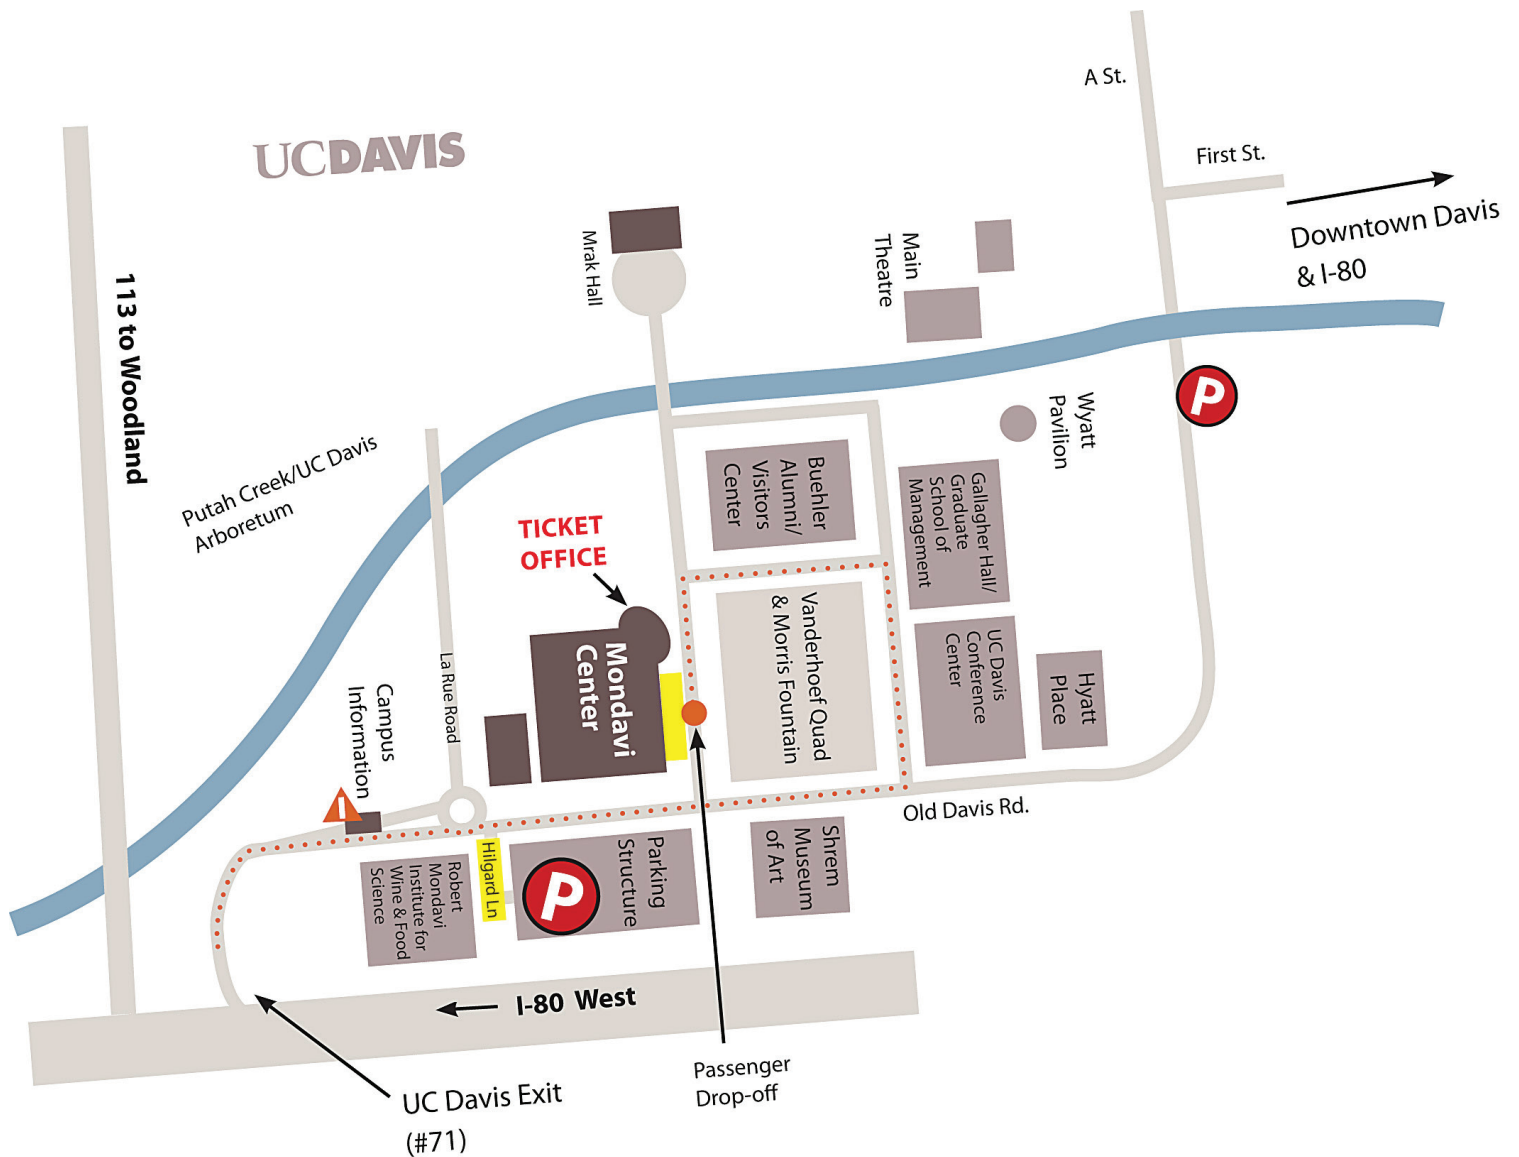 A St.
First St.
Downtown Davis
& I-80
UCDAVIS
113 to Woodland
Mrak Hall
Main
Theatre
Wyatt
Pavilion
P
Putah Creek/UC Davis
Arboretum
Buehler
Alumni/
Visitors
Center
Gallagher Hall/
Graduate
School of
Management
TICKET
OFFICE
Mondavi
Center
Vanderhoef Quad
& Morris Fountain
UC Davis
Conference
Center
Hyatt
Place
La Rue Road
Campus
Information
I
Old Davis Rd.
Robert
Mondavi
Institute for
Wine & Food
Science
Hilgard Ln
P
Parking
Structure
Shrem
Museum
of Art
I-80 West
UC Davis Exit
(#71)
Passenger
Drop-off